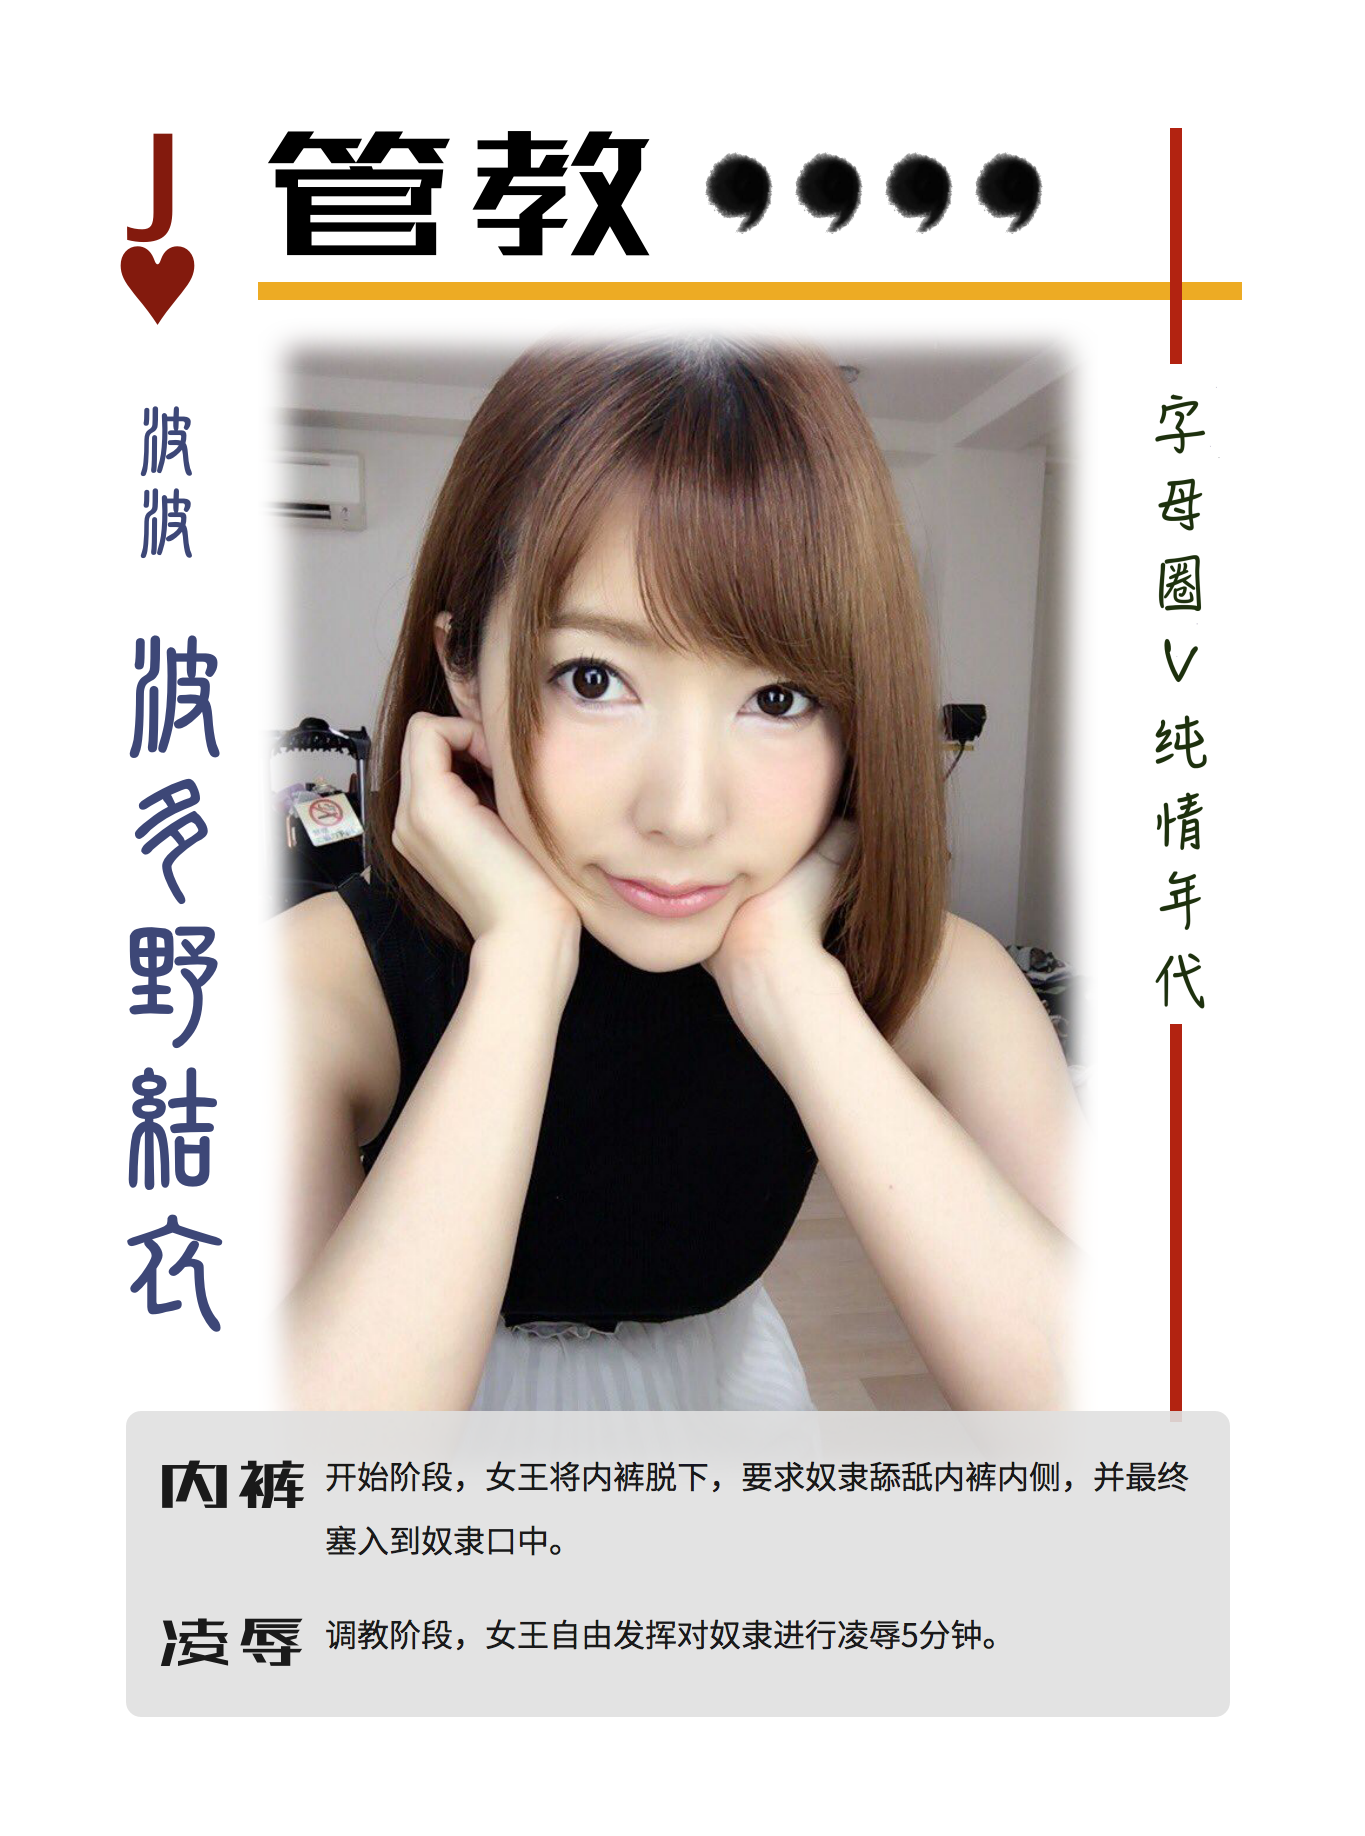 J
管教
波波
波多野結衣
字母圈V纯情年代
内裤 开始阶段，女王将内裤脱下，要求奴隶舔舐内裤内侧，并最终
塞入到奴隶口中。
凌辱 调教阶段，女王自由发挥对奴隶进行凌辱5分钟。